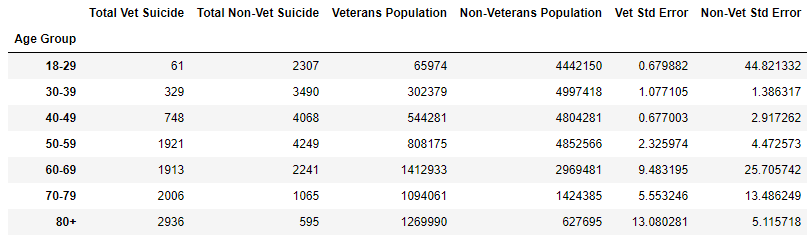 Total Vet Suicide Total Non-Vet Suicide Veterans Population Non-Veterans Population Vet Std Error Non-Vet Std Error
Age Group
18-29 61 2307 65974 4442150 0.679882 44.821332
30-39 329 3490 302379 4997418 1.077105 1.386317
40-49 748 4068 544281 4804281 0.677003 2.917262
50-59 1921 4249 808175 4852566 2.325974 4.472573
60-69 1913 2241 1412933 2969481 9.483195 25.705742
70-79 2006 1065 1094061 1424385 5.553246 13.486249
80+ 2936 595 1269990 627695 13.080281 5.115718